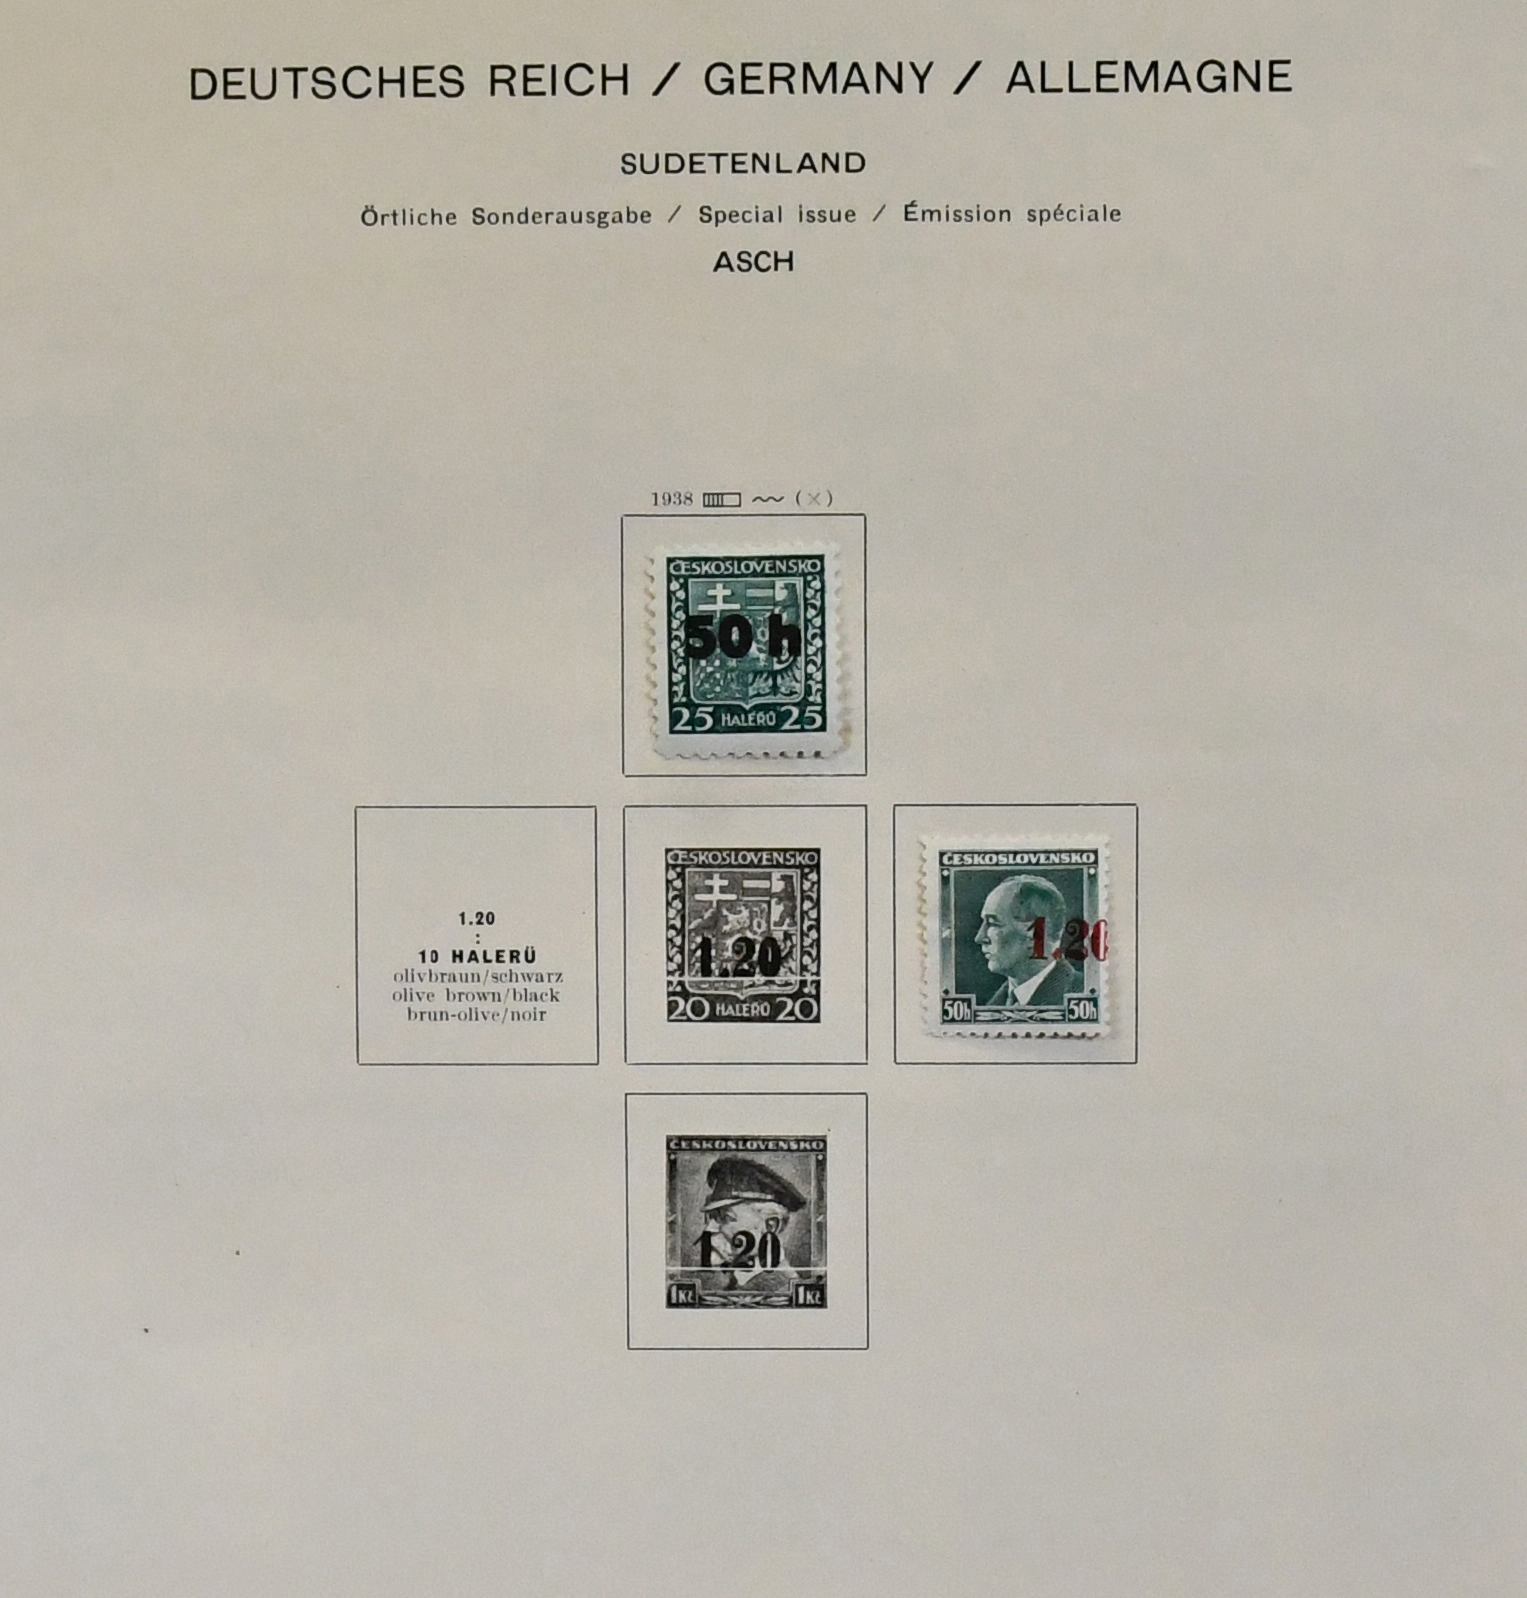 DEUTSCHES REICH / GERMANY / ALLEMAGNE
SUDETENLAND
Örtliche Sonderausgabe / Special issue / Émission spéciale
ASCH
1938 (×)
ČESKOSLOVENSKO
50 h
25 HALÉŘŮ 25
1.20
:
10 HALERÜ
olivbraun/schwarz
olive brown/black
brun-olive/noir
ČESKOSLOVENSKO
1.20
20 HALÉŘŮ 20
ČESKOSLOVENSKO
1.20
50h 50h
ČESKOSLOVENSKO
1.20
1Kč 1Kč